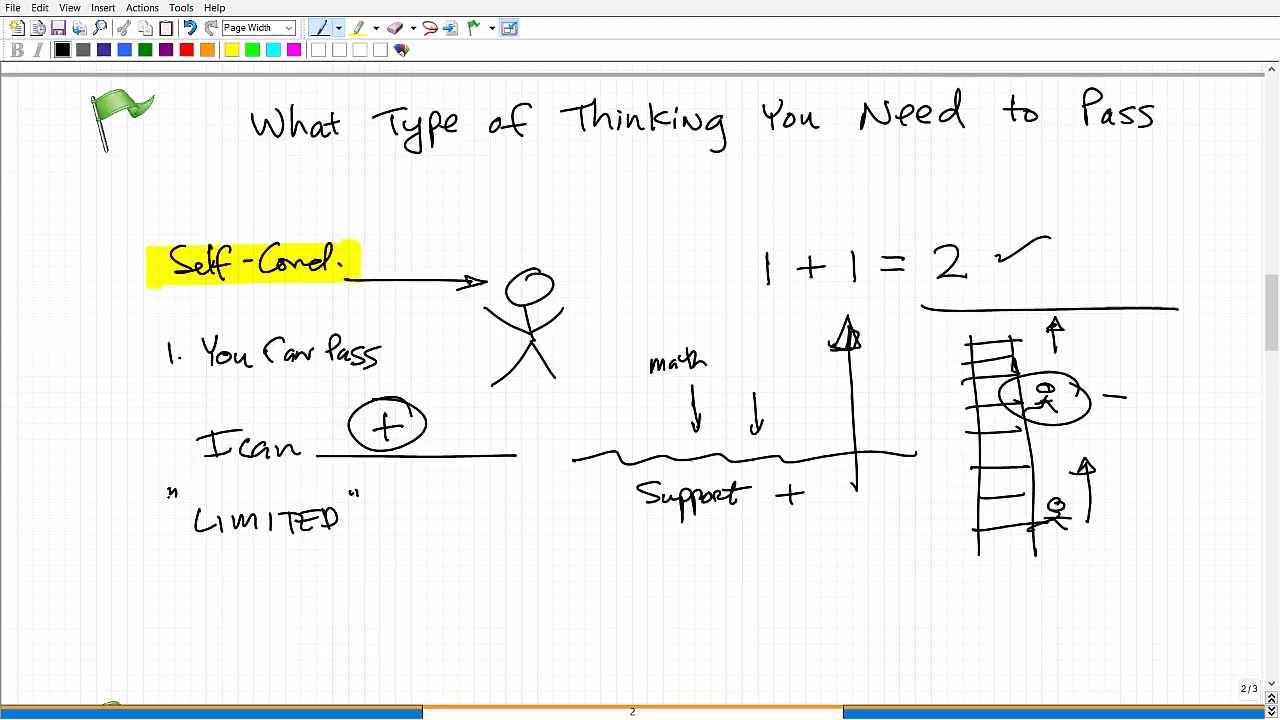 File Edit View Insert Actions Tools Help
Page Width
B I
What Type of Thinking You Need to Pass
Self-Cond.
1 + 1 = 2
1. You Can Pass
math
+
I can
Support +
"LIMITED"
2/3
2